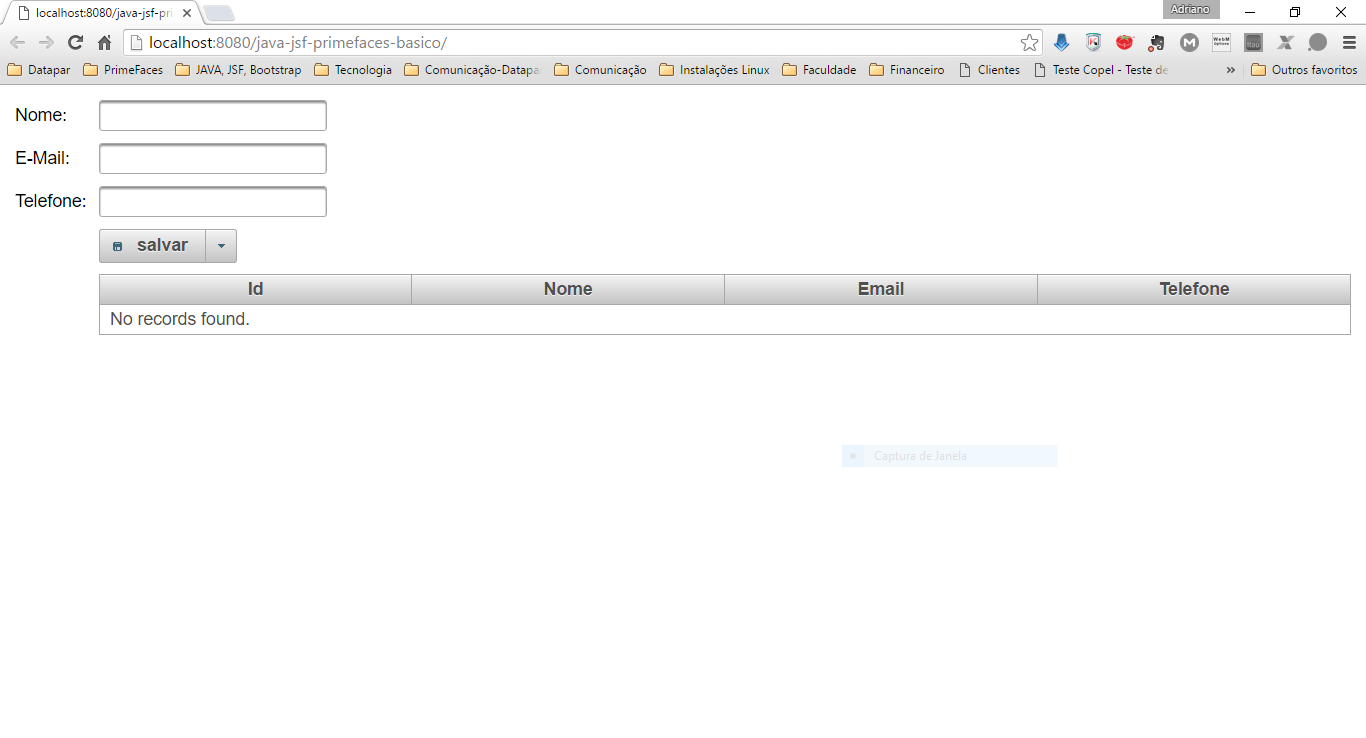 localhost:8080/java-jsf-pri
Adriano
localhost:8080/java-jsf-primefaces-basico/
Datapar PrimeFaces JAVA, JSF, Bootstrap Tecnologia Comunicação-Datapa Comunicação Instalações Linux Faculdade Financeiro Clientes Teste Copel - Teste de » Outros favoritos
Nome:
E-Mail:
Telefone:
salvar
Id Nome Email Telefone
No records found.
Captura de Janela